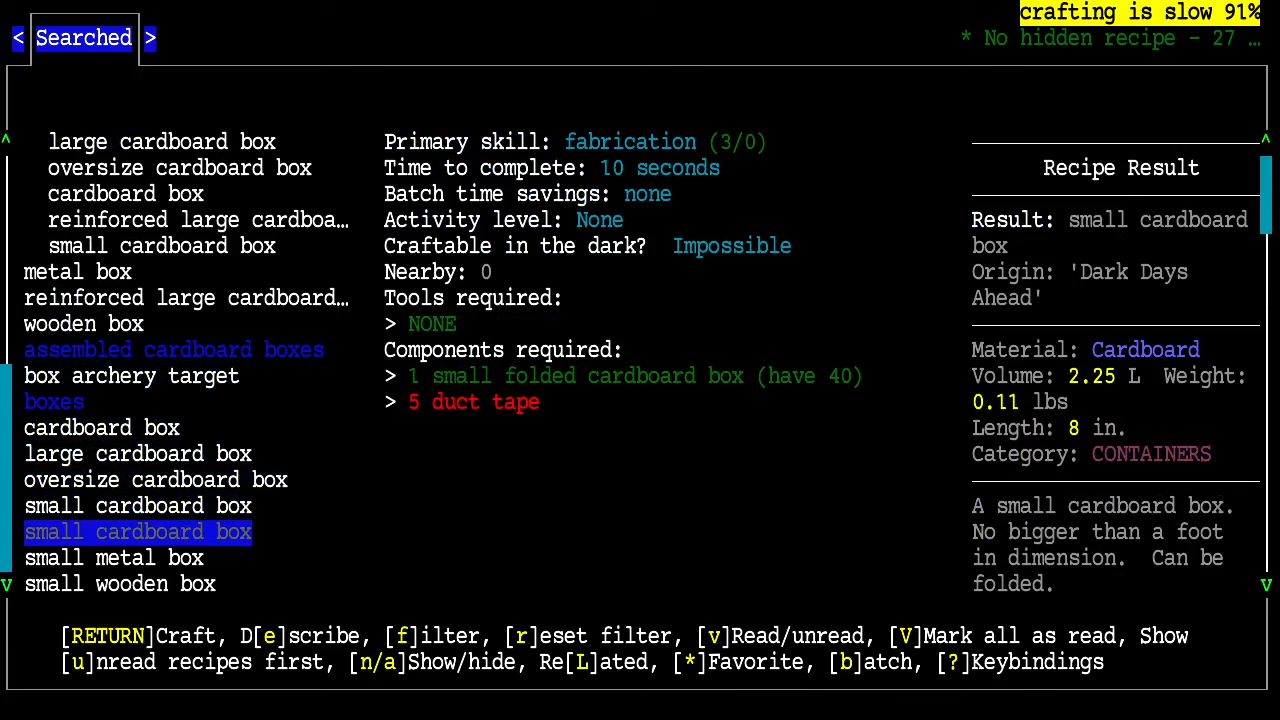 crafting is slow 91%
< Searched >
* No hidden recipe - 27 …
large cardboard box
oversize cardboard box
cardboard box
reinforced large cardboa…
small cardboard box
metal box
reinforced large cardboard…
wooden box
assembled cardboard boxes
box archery target
boxes
cardboard box
large cardboard box
oversize cardboard box
small cardboard box
small cardboard box
small metal box
small wooden box
Primary skill: fabrication (3/0)
Time to complete: 10 seconds
Batch time savings: none
Activity level: None
Craftable in the dark? Impossible
Nearby: 0
Tools required:
> NONE
Components required:
> 1 small folded cardboard box (have 40)
> 5 duct tape
Recipe Result
Result: small cardboard
box
Origin: 'Dark Days
Ahead'
Material: Cardboard
Volume: 2.25 L Weight:
0.11 lbs
Length: 8 in.
Category: CONTAINERS
A small cardboard box.
No bigger than a foot
in dimension. Can be
folded.
[RETURN]Craft, D[e]scribe, [f]ilter, [r]eset filter, [v]Read/unread, [V]Mark all as read, Show
[u]nread recipes first, [n/a]Show/hide, Re[L]ated, [*]Favorite, [b]atch, [?]Keybindings